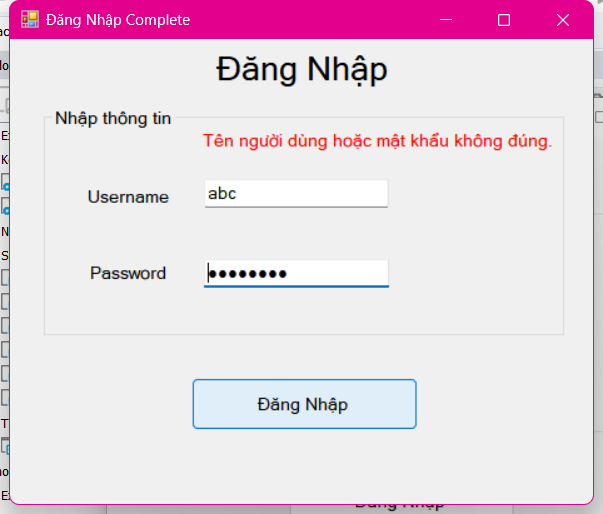 Đăng Nhập Complete
Đăng Nhập
Nhập thông tin
Tên người dùng hoặc mật khẩu không đúng.
Username
abc
Password
••••••••
Đăng Nhập